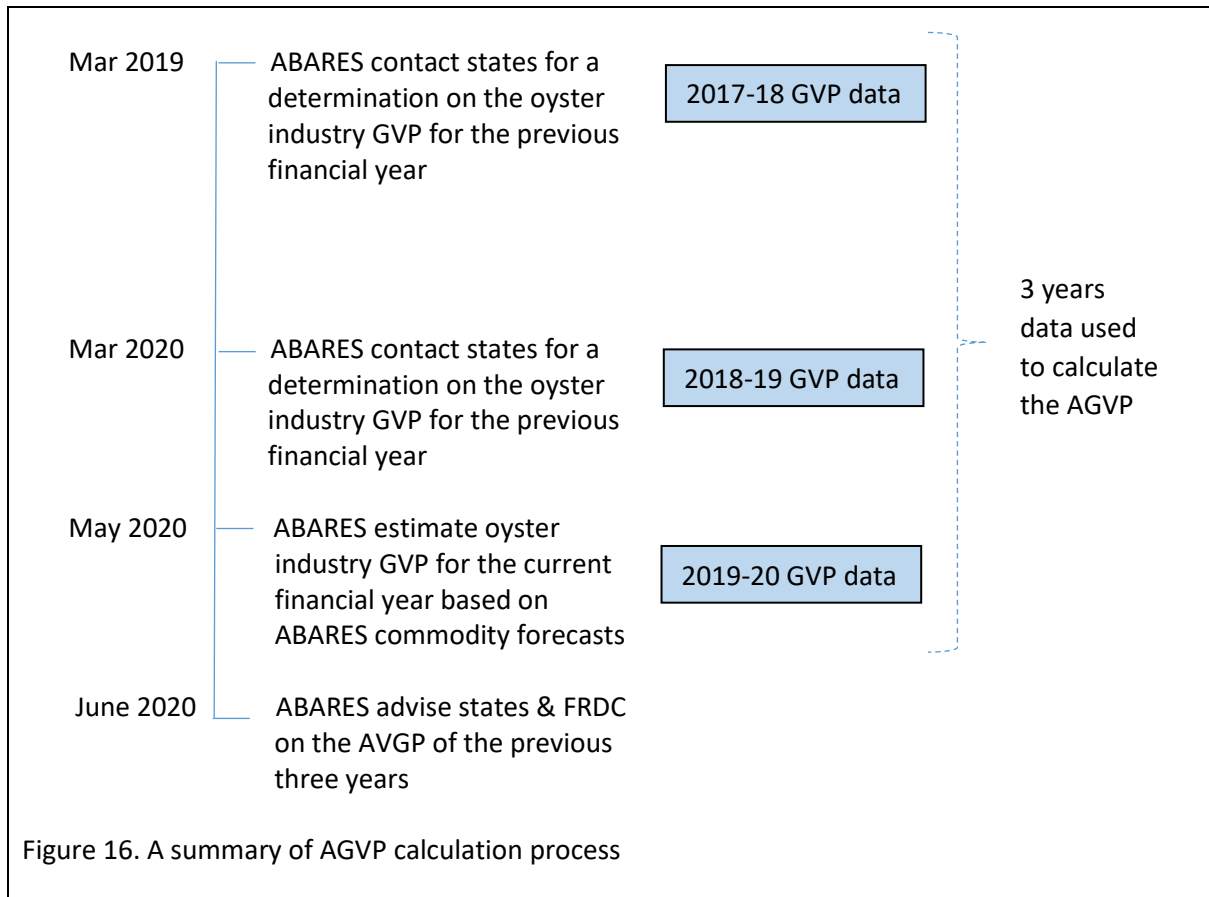 Mar 2019
ABARES contact states for a
determination on the oyster
industry GVP for the previous
financial year
2017-18 GVP data
Mar 2020
ABARES contact states for a
determination on the oyster
industry GVP for the previous
financial year
2018-19 GVP data
3 years
data used
to calculate
the AGVP
May 2020
ABARES estimate oyster
industry GVP for the current
financial year based on
ABARES commodity forecasts
2019-20 GVP data
June 2020
ABARES advise states & FRDC
on the AVGP of the previous
three years
Figure 16. A summary of AGVP calculation process